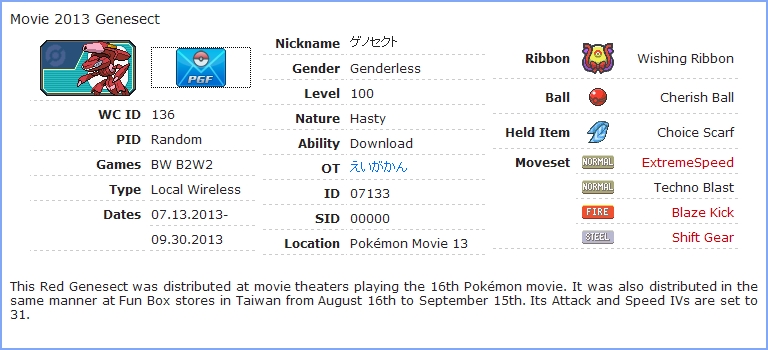 Movie 2013 Genesect
PGF
WC ID 136
PID Random
Games BW B2W2
Type Local Wireless
Dates 07.13.2013-
09.30.2013
Nickname ゲノセクト
Gender Genderless
Level 100
Nature Hasty
Ability Download
OT えいがかん
ID 07133
SID 00000
Location Pokémon Movie 13
Ribbon Wishing Ribbon
Ball Cherish Ball
Held Item Choice Scarf
Moveset NORMAL ExtremeSpeed
NORMAL Techno Blast
FIRE Blaze Kick
STEEL Shift Gear
This Red Genesect was distributed at movie theaters playing the 16th Pokémon movie. It was also distributed in
the same manner at Fun Box stores in Taiwan from August 16th to September 15th. Its Attack and Speed IVs are set to
31.